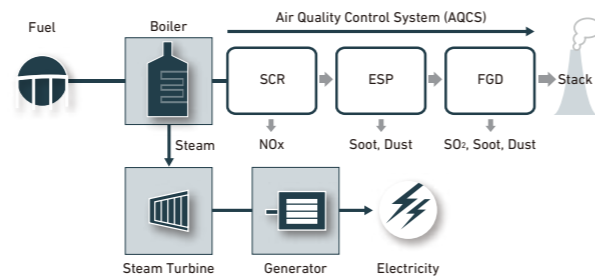 Air Quality Control System (AQCS)
Fuel
Boiler
SCR
ESP
FGD
Stack
Steam
NOx
Soot, Dust
SO₂, Soot, Dust
Steam Turbine
Generator
Electricity